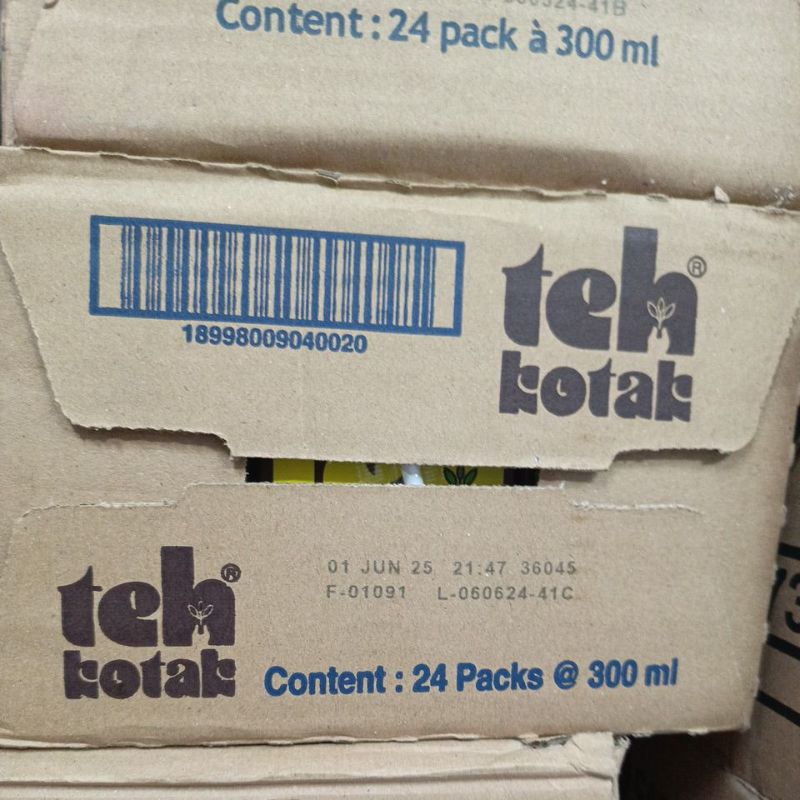 Content : 24 pack à 300 ml
18998009040020
teh®
kotak
teh®
kotak
01 JUN 25 21:47 36045
F-01091 L-060624-41C
Content : 24 Packs @ 300 ml